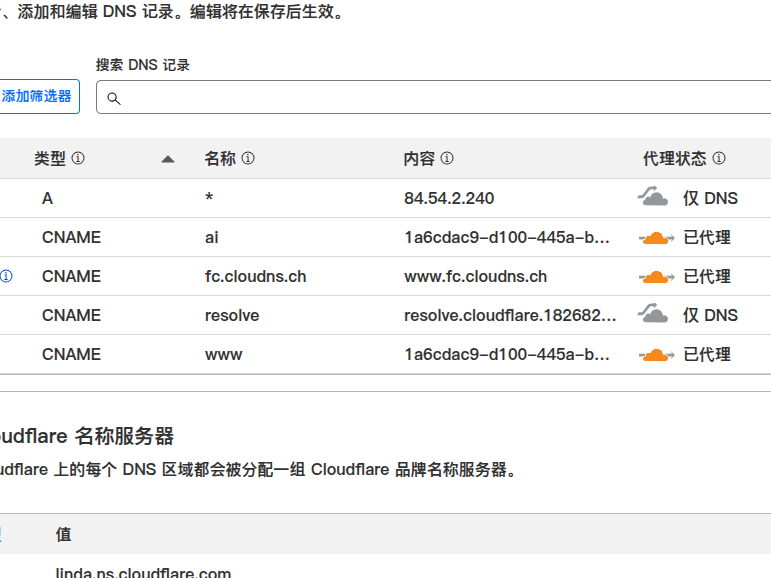 、添加和编辑 DNS 记录。编辑将在保存后生效。
搜索 DNS 记录
添加筛选器
类型 名称 内容 代理状态
A * 84.54.2.240 仅 DNS
CNAME ai 1a6cdac9-d100-445a-b... 已代理
CNAME fc.cloudns.ch www.fc.cloudns.ch 已代理
CNAME resolve resolve.cloudflare.182682... 仅 DNS
CNAME www 1a6cdac9-d100-445a-b... 已代理
oudflare 名称服务器
udflare 上的每个 DNS 区域都会被分配一组 Cloudflare 品牌名称服务器。
值
linda.ns.cloudflare.com